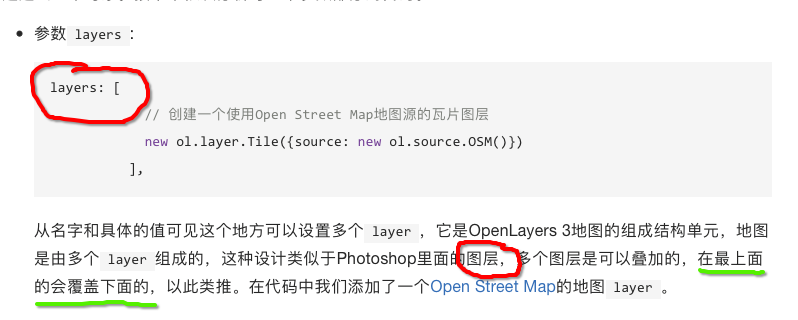 参数 layers :
layers: [
// 创建一个使用Open Street Map地图源的瓦片图层
new ol.layer.Tile({source: new ol.source.OSM()})
],
从名字和具体的值可见这个地方可以设置多个 layer ，它是OpenLayers 3地图的组成结构单元，地图
是由多个 layer 组成的，这种设计类似于Photoshop里面的图层，多个图层是可以叠加的，在最上面
的会覆盖下面的，以此类推。在代码中我们添加了一个Open Street Map的地图 layer 。